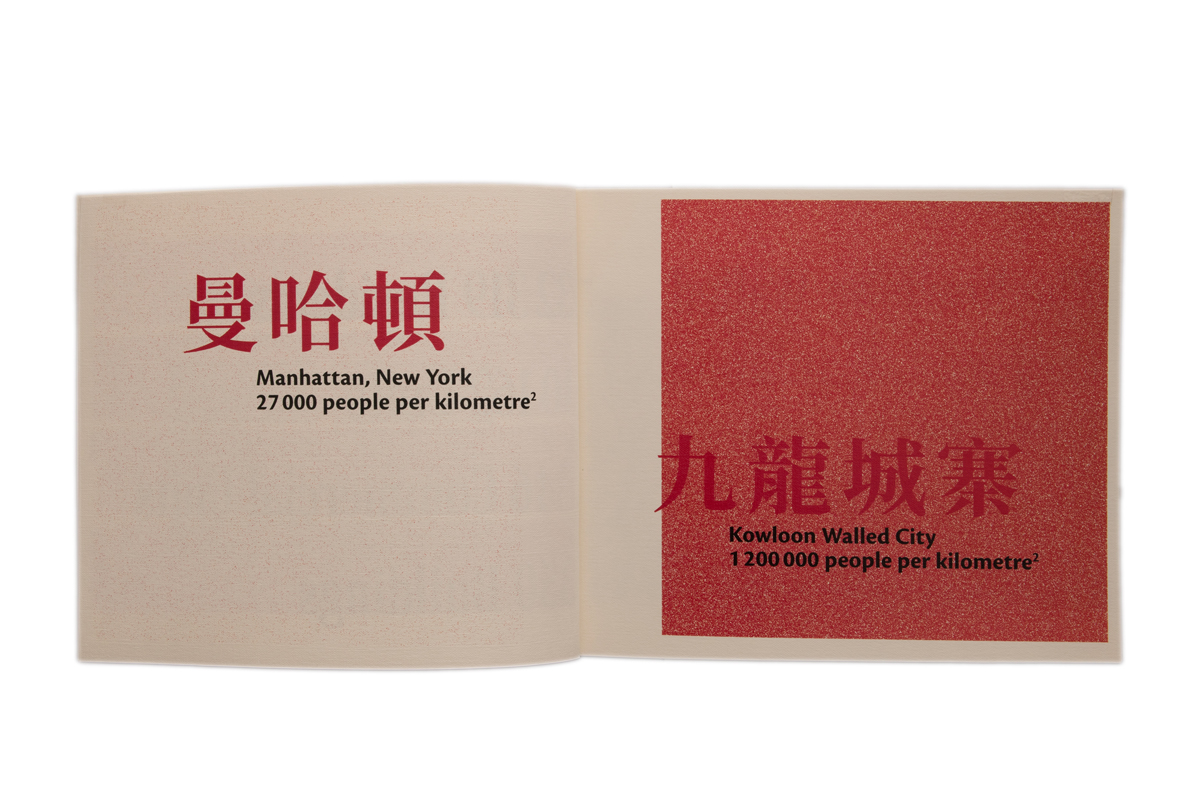 曼哈頓
Manhattan, New York
27 000 people per kilometre²
九龍城寨
Kowloon Walled City
1 200 000 people per kilometre²